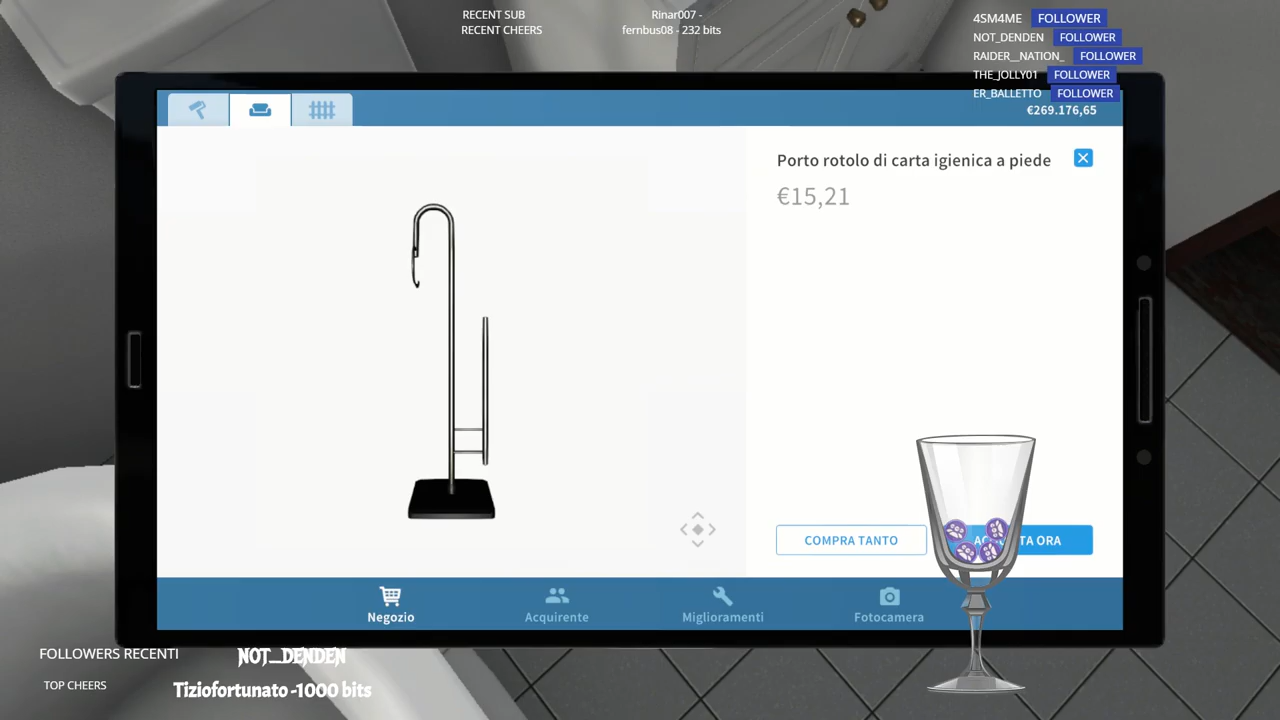 RECENT SUB
Rinar007 -
RECENT CHEERS
fernbus08 - 232 bits
4SM4ME FOLLOWER
NOT_DENDEN FOLLOWER
RAIDER__NATION_ FOLLOWER
THE_JOLLY01 FOLLOWER
ER_BALLETTO FOLLOWER
€269.176,65
Porto rotolo di carta igienica a piede
€15,21
COMPRA TANTO
ORA
Negozio
Acquirente
Miglioramenti
Fotocamera
FOLLOWERS RECENTI
NOT_DENDEN
TOP CHEERS
Tiziofortunato -1000 bits